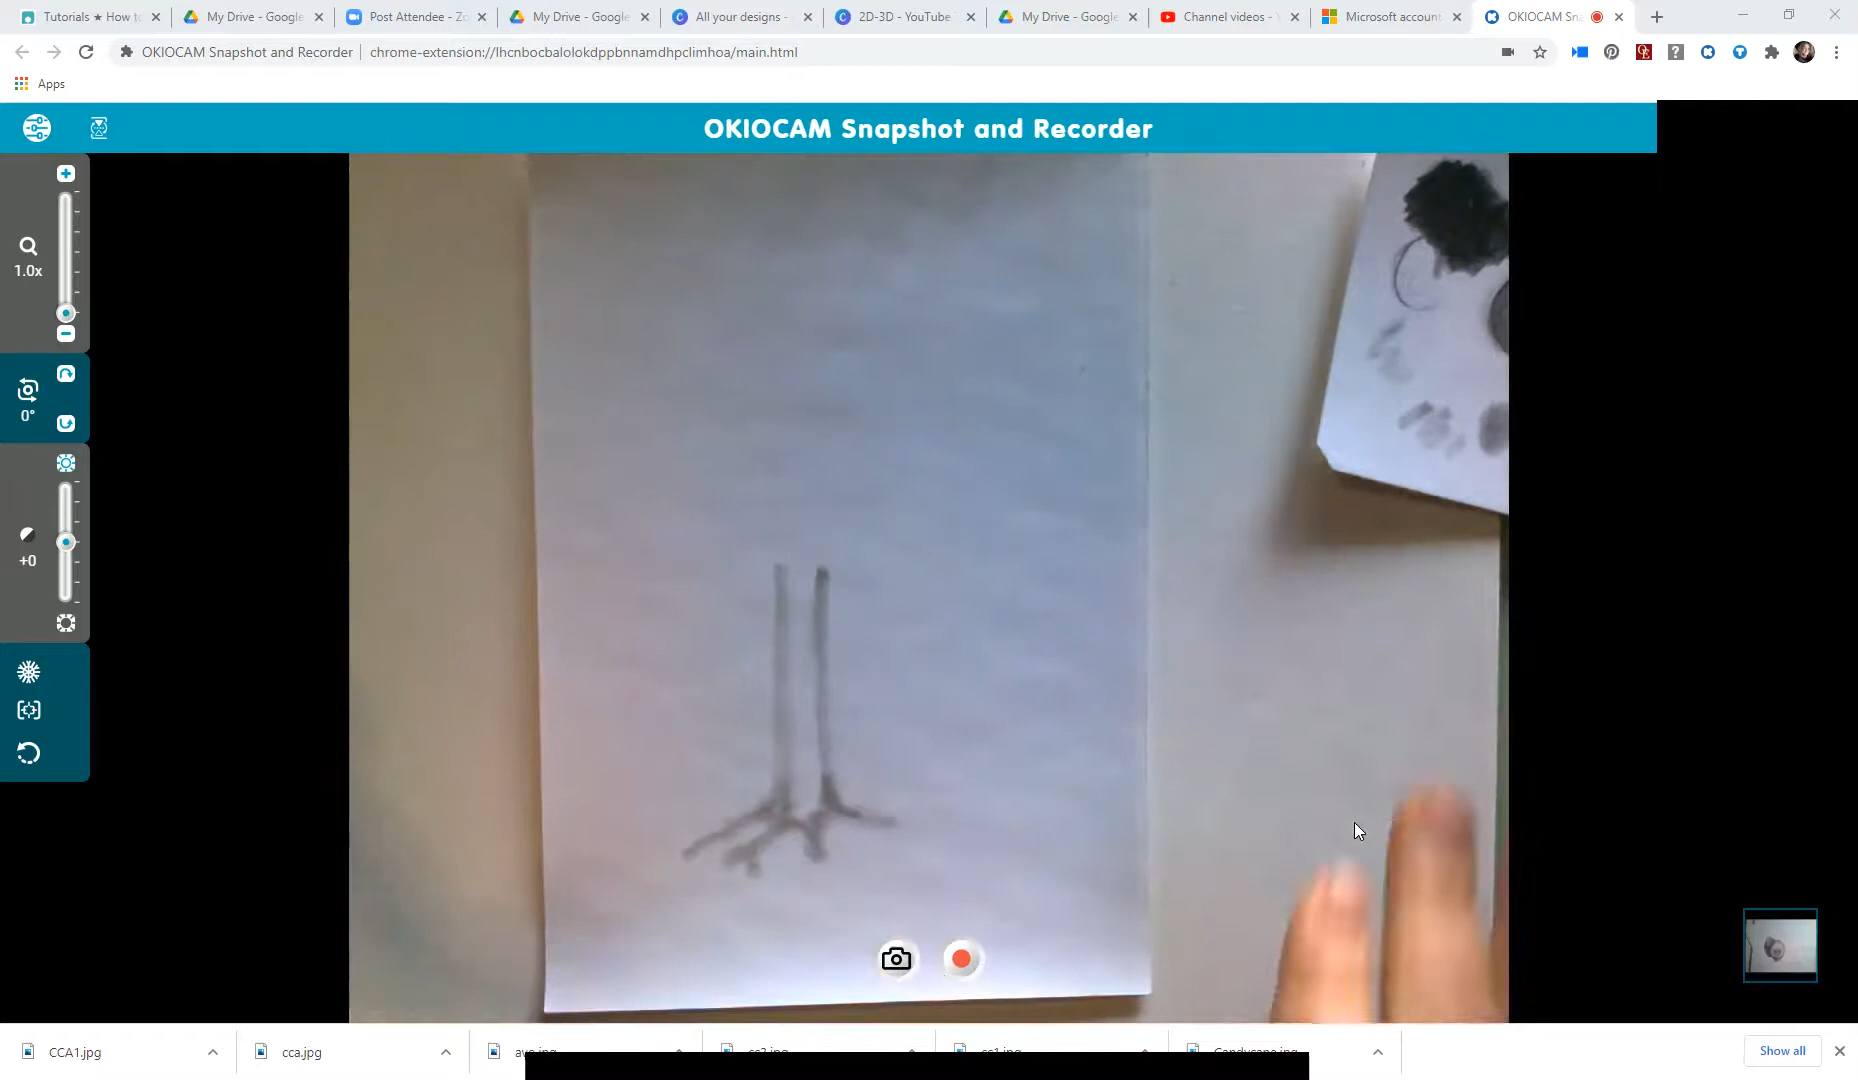 Tutorials ★ How to
My Drive - Google
Post Attendee - Zo
My Drive - Google
All your designs -
2D-3D - YouTube
My Drive - Google
Channel videos -
Microsoft account
OKIOCAM Sna
OKIOCAM Snapshot and Recorder
chrome-extension://lhcnbocbalolokdppbnnamdhpclimhoa/main.html
Apps
OKIOCAM Snapshot and Recorder
1.0x
0°
+0
CCA1.jpg
cca.jpg
Show all